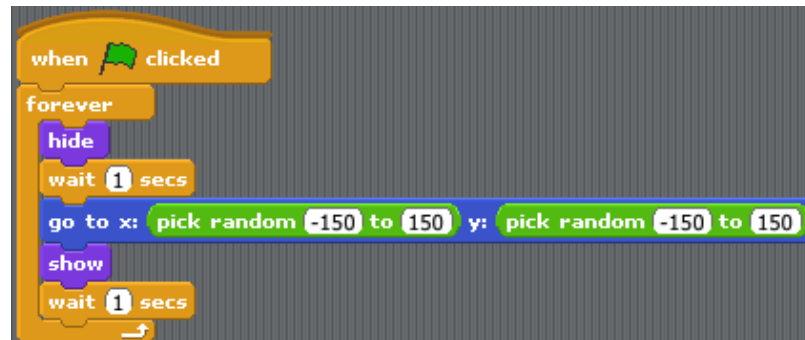 when clicked
forever
hide
wait 1 secs
go to x: pick random -150 to 150 y: pick random -150 to 150
show
wait 1 secs